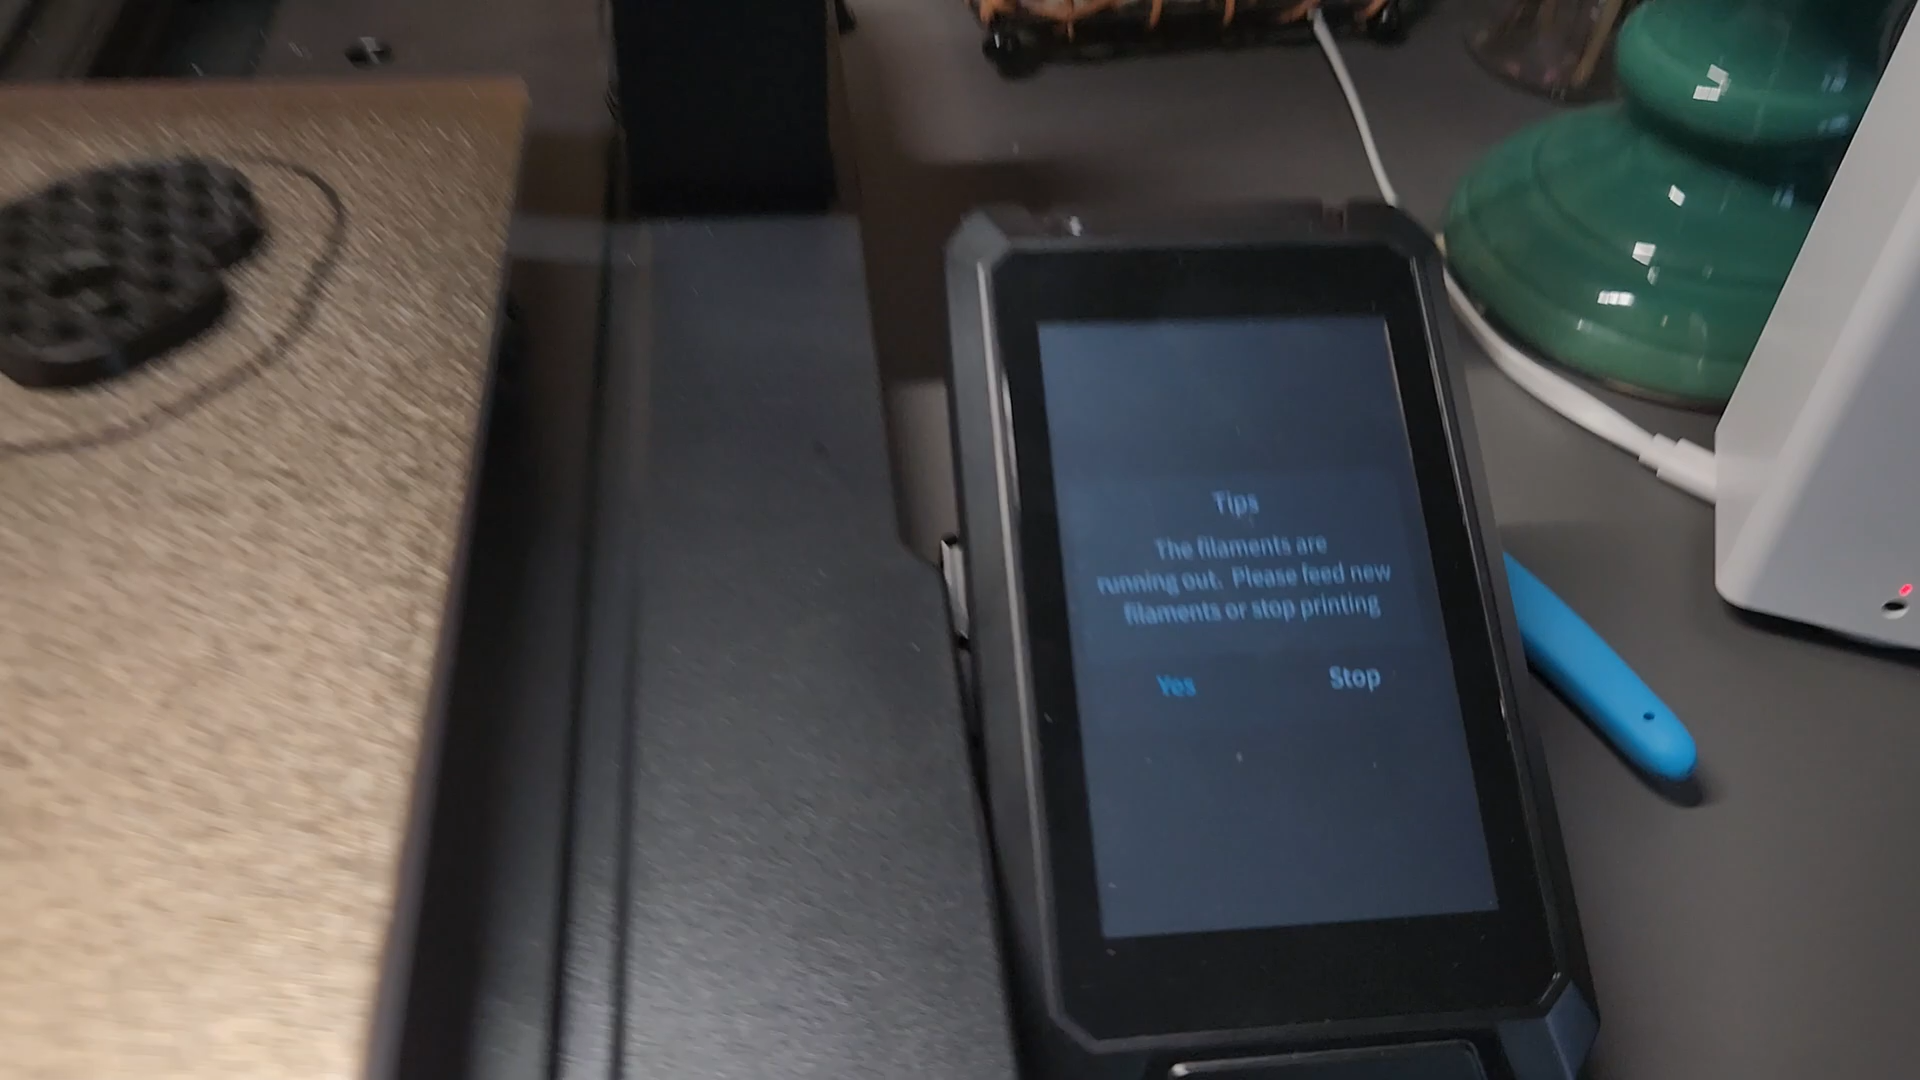 Tips
The filaments are
running out. Please feed new
filaments or stop printing
Yes
Stop